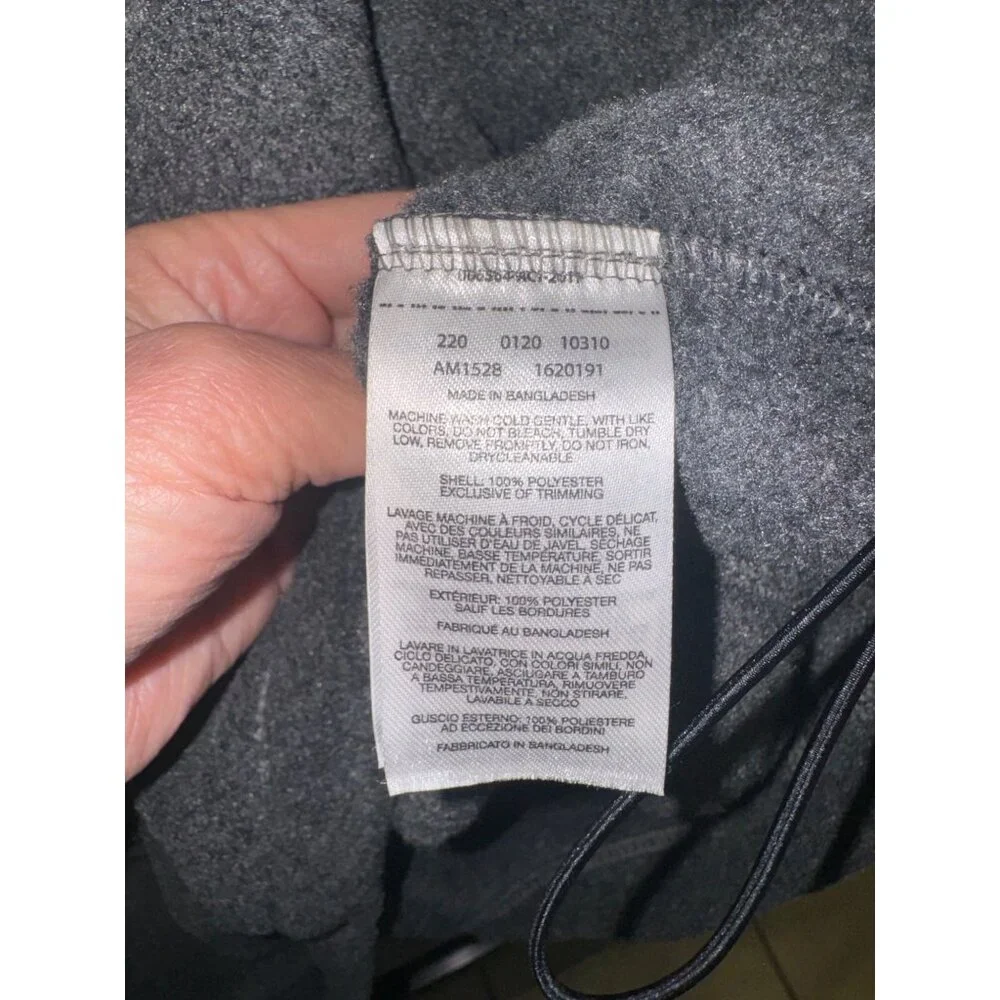 220 0120 10310
AM1528 1620191
MADE IN BANGLADESH
MACHINE WASH COLD GENTLE, WITH LIKE
COLORS, DO NOT BLEACH, TUMBLE DRY
LOW, REMOVE PROMPTLY, DO NOT IRON,
DRYCLEANABLE
SHELL: 100% POLYESTER
EXCLUSIVE OF TRIMMING
LAVAGE MACHINE À FROID, CYCLE DÉLICAT,
AVEC DES COULEURS SIMILAIRES, NE
PAS UTILISER D'EAU DE JAVEL, SÉCHAGE
MACHINE, BASSE TEMPÉRATURE, SORTIR
IMMÉDIATEMENT DE LA MACHINE, NE PAS
REPASSER, NETTOYABLE A SEC
EXTÉRIEUR: 100% POLYESTER
SAUF LES BORDURES
FABRIQUÉ AU BANGLADESH
LAVARE IN LAVATRICE IN ACQUA FREDDA,
CICLO DELICATO, CON COLORI SIMILI, NON
CANDEGGIARE, ASCIUGARE A TAMBURO
A BASSA TEMPERATURA, RIMUOVERE
TEMPESTIVAMENTE, NON STIRARE,
LAVABILE A SECCO
GUSCIO ESTERNO: 100% POLIESTERE
AD ECCEZIONE DEI BORDINI
FABBRICATO IN BANGLADESH